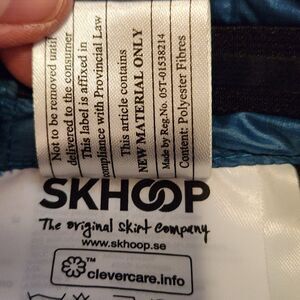 Not to be removed until
delivered to the consumer
This label is affixed in
compliance with Provincial Law
This article contains
NEW MATERIAL ONLY
Made by Reg.No. 05T-01538214
Content: Polyester Fibres
SKHOOP
The original Skirt Company
www.skhoop.se
TM
clevercare.info